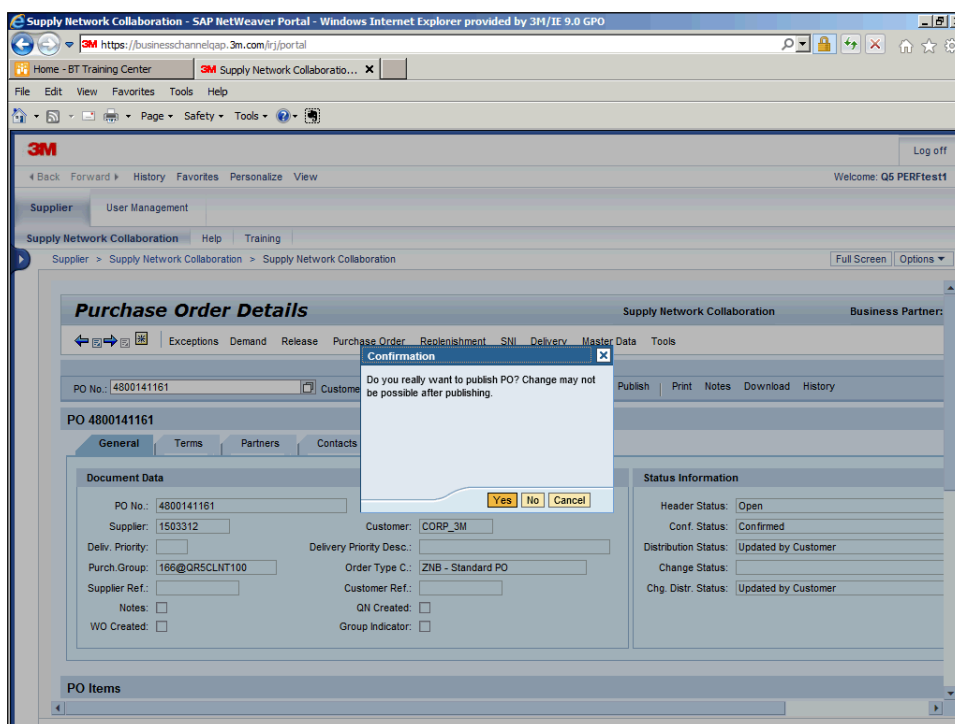 Supply Network Collaboration - SAP NetWeaver Portal - Windows Internet Explorer provided by 3M/IE 9.0 GPO
3M https://businesschannelqap.3m.com/irj/portal
Home - BT Training Center
3M Supply Network Collaboratio...
File Edit View Favorites Tools Help
Page Safety Tools
3M
Log off
Back Forward History Favorites Personalize View
Welcome: Q5 PERFtest1
Supplier User Management
Supply Network Collaboration Help Training
Supplier > Supply Network Collaboration > Supply Network Collaboration
Full Screen Options
Purchase Order Details
Supply Network Collaboration Business Partner:
Exceptions Demand Release Purchase Order Replenishment SNI Delivery Master Data Tools
Confirmation
Do you really want to publish PO? Change may not
be possible after publishing.
Yes No Cancel
PO No.: 4800141161 Custome
Publish Print Notes Download History
PO 4800141161
General Terms Partners Contacts
Document Data
PO No.: 4800141161
Supplier: 1503312 Customer: CORP_3M
Deliv. Priority: Delivery Priority Desc.:
Purch.Group: 166@QR5CLNT100 Order Type C.: ZNB - Standard PO
Supplier Ref.: Customer Ref.:
Notes: QN Created:
WO Created: Group Indicator:
Status Information
Header Status: Open
Conf. Status: Confirmed
Distribution Status: Updated by Customer
Change Status:
Chg. Distr. Status: Updated by Customer
PO Items